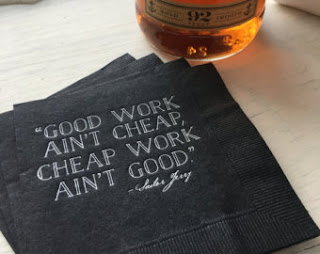 92
"GOOD WORK
AIN'T CHEAP,
CHEAP WORK
AIN'T GOOD."
-Sailor Jerry